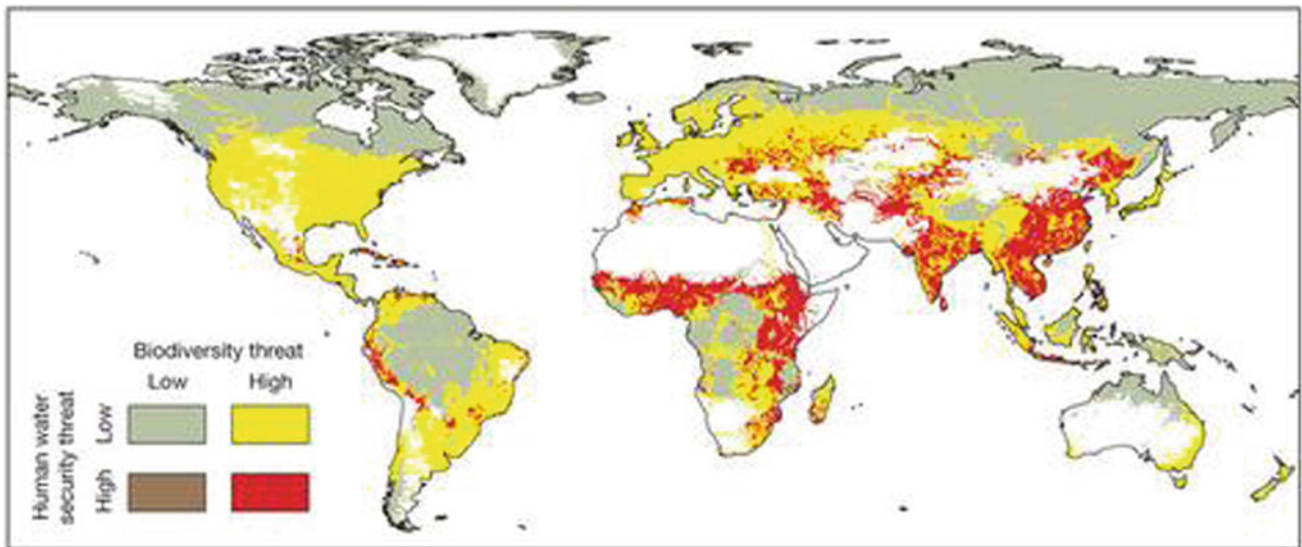 Biodiversity threat
Low High
Human water
security threat
Low
High